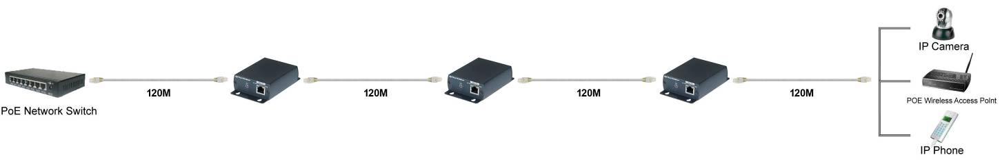 PoE Network Switch
120M
120M
120M
120M
IP Camera
POE Wireless Access Point
IP Phone